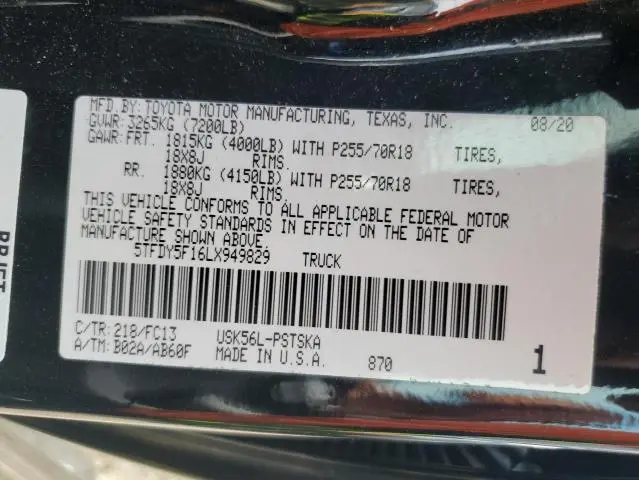 MFD.BY: TOYOTA MOTOR MANUFACTURING, TEXAS, INC. 08/20
GVWR: 3265KG (7200LB)
GAWR: FRT. 1815KG (4000LB) WITH P255/70R18 TIRES,
18X8J RIMS.
RR. 1880KG (4150LB) WITH P255/70R18 TIRES,
18X8J RIMS.
THIS VEHICLE CONFORMS TO ALL APPLICABLE FEDERAL MOTOR
VEHICLE SAFETY STANDARDS IN EFFECT ON THE DATE OF
MANUFACTURE SHOWN ABOVE.
5TFDY5F16LX949829 TRUCK
C/TR: 218/FC13 USK56L-PSTSKA
A/TM: B02A/AB60F MADE IN U.S.A. 870 1